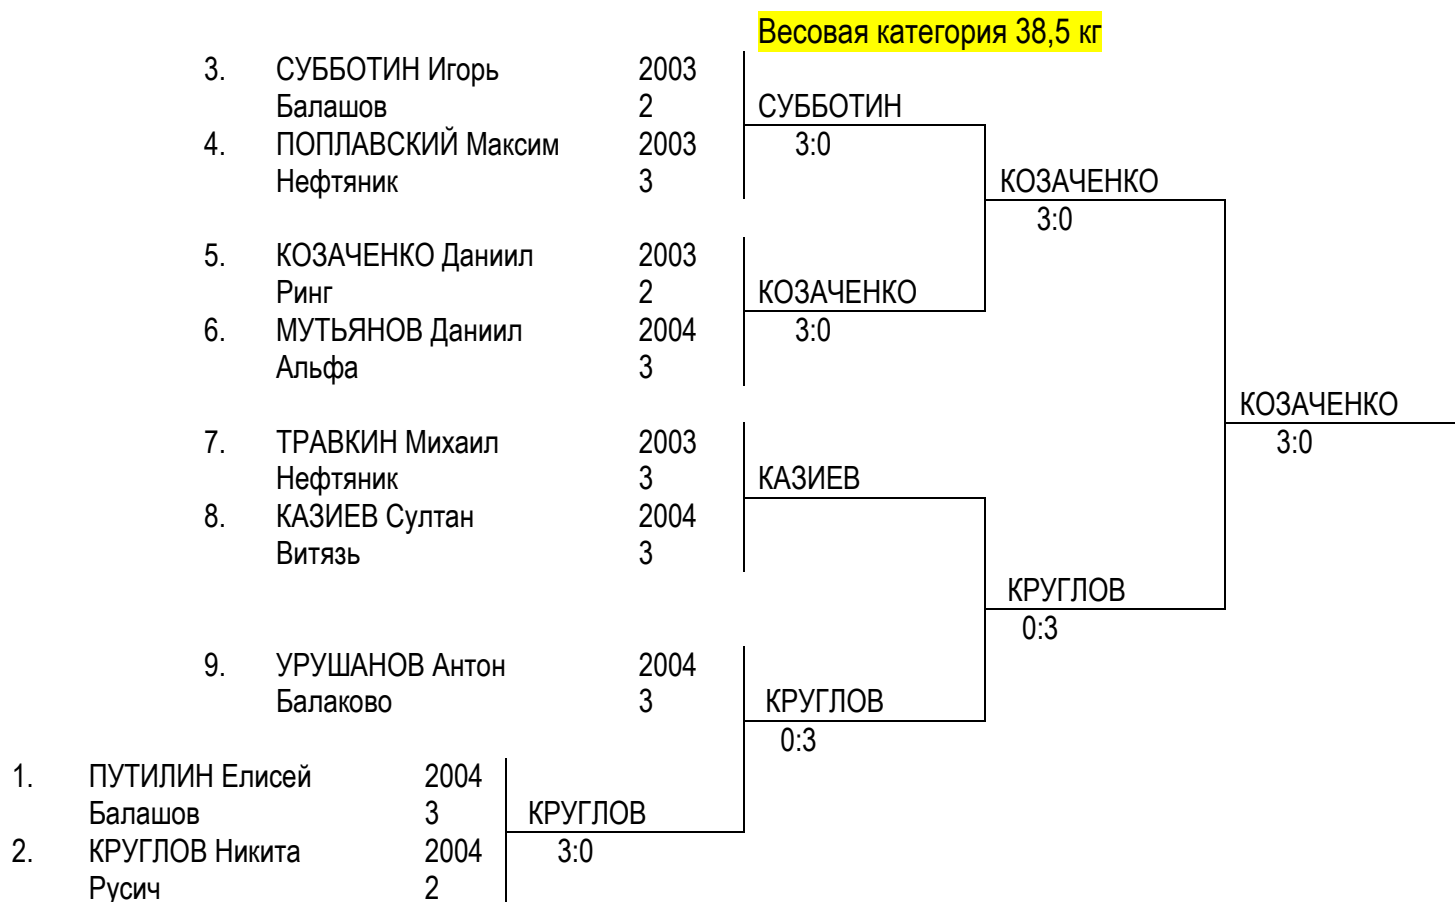 Весовая категория 38,5 кг
3. СУББОТИН Игорь 2003
Балашов 2 СУББОТИН
4. ПОПЛАВСКИЙ Максим 2003 3:0
Нефтяник 3 КОЗАЧЕНКО
3:0
5. КОЗАЧЕНКО Даниил 2003
Ринг 2 КОЗАЧЕНКО
6. МУТЬЯНОВ Даниил 2004 3:0
Альфа 3
КОЗАЧЕНКО
7. ТРАВКИН Михаил 2003 3:0
Нефтяник 3 КАЗИЕВ
8. КАЗИЕВ Султан 2004
Витязь 3
КРУГЛОВ
0:3
9. УРУШАНОВ Антон 2004
Балаково 3 КРУГЛОВ
0:3
1. ПУТИЛИН Елисей 2004
Балашов 3 КРУГЛОВ
2. КРУГЛОВ Никита 2004 3:0
Русич 2